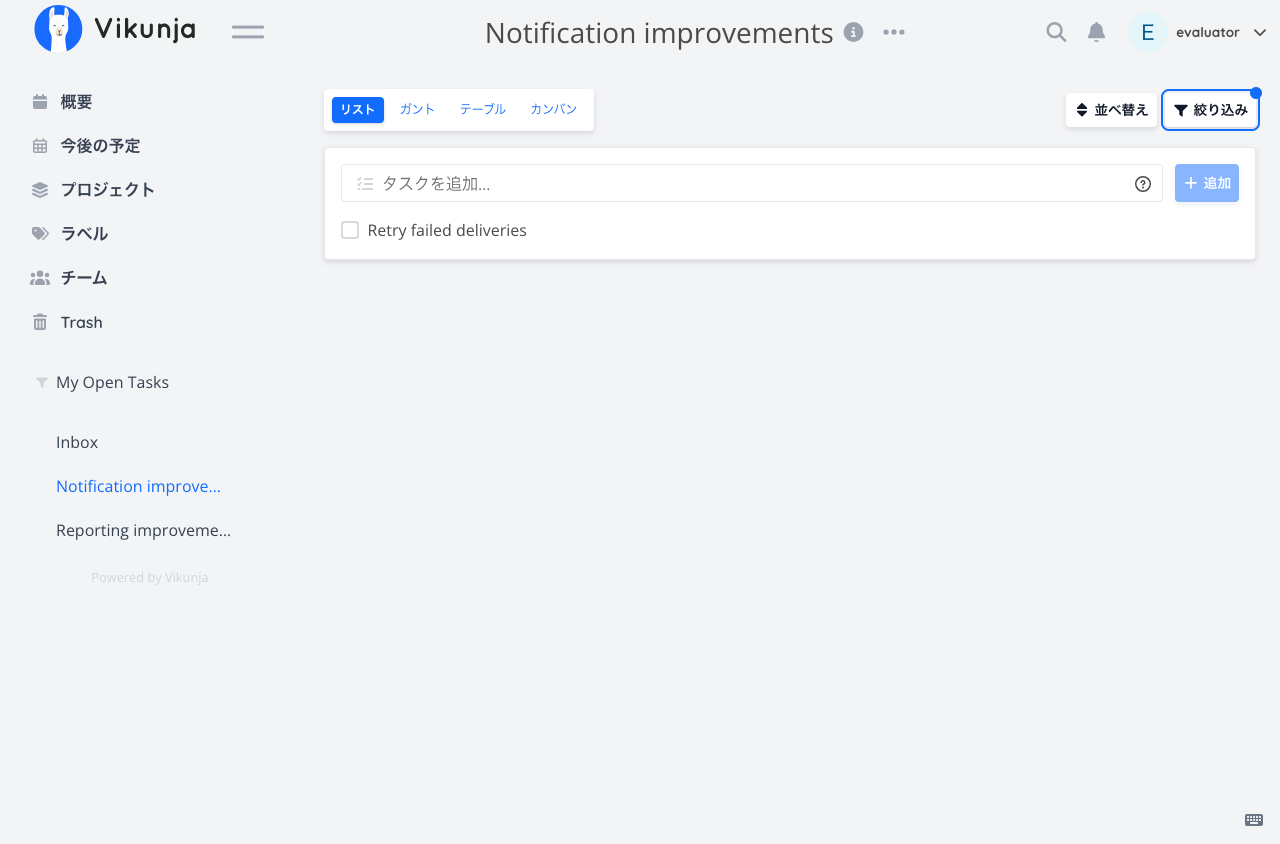 Vikunja
Notification improvements
E evaluator
概要
今後の予定
プロジェクト
ラベル
チーム
Trash
My Open Tasks
Inbox
Notification improve...
Reporting improveme...
Powered by Vikunja
リスト ガント テーブル カンバン
並べ替え 絞り込み
タスクを追加...
追加
Retry failed deliveries